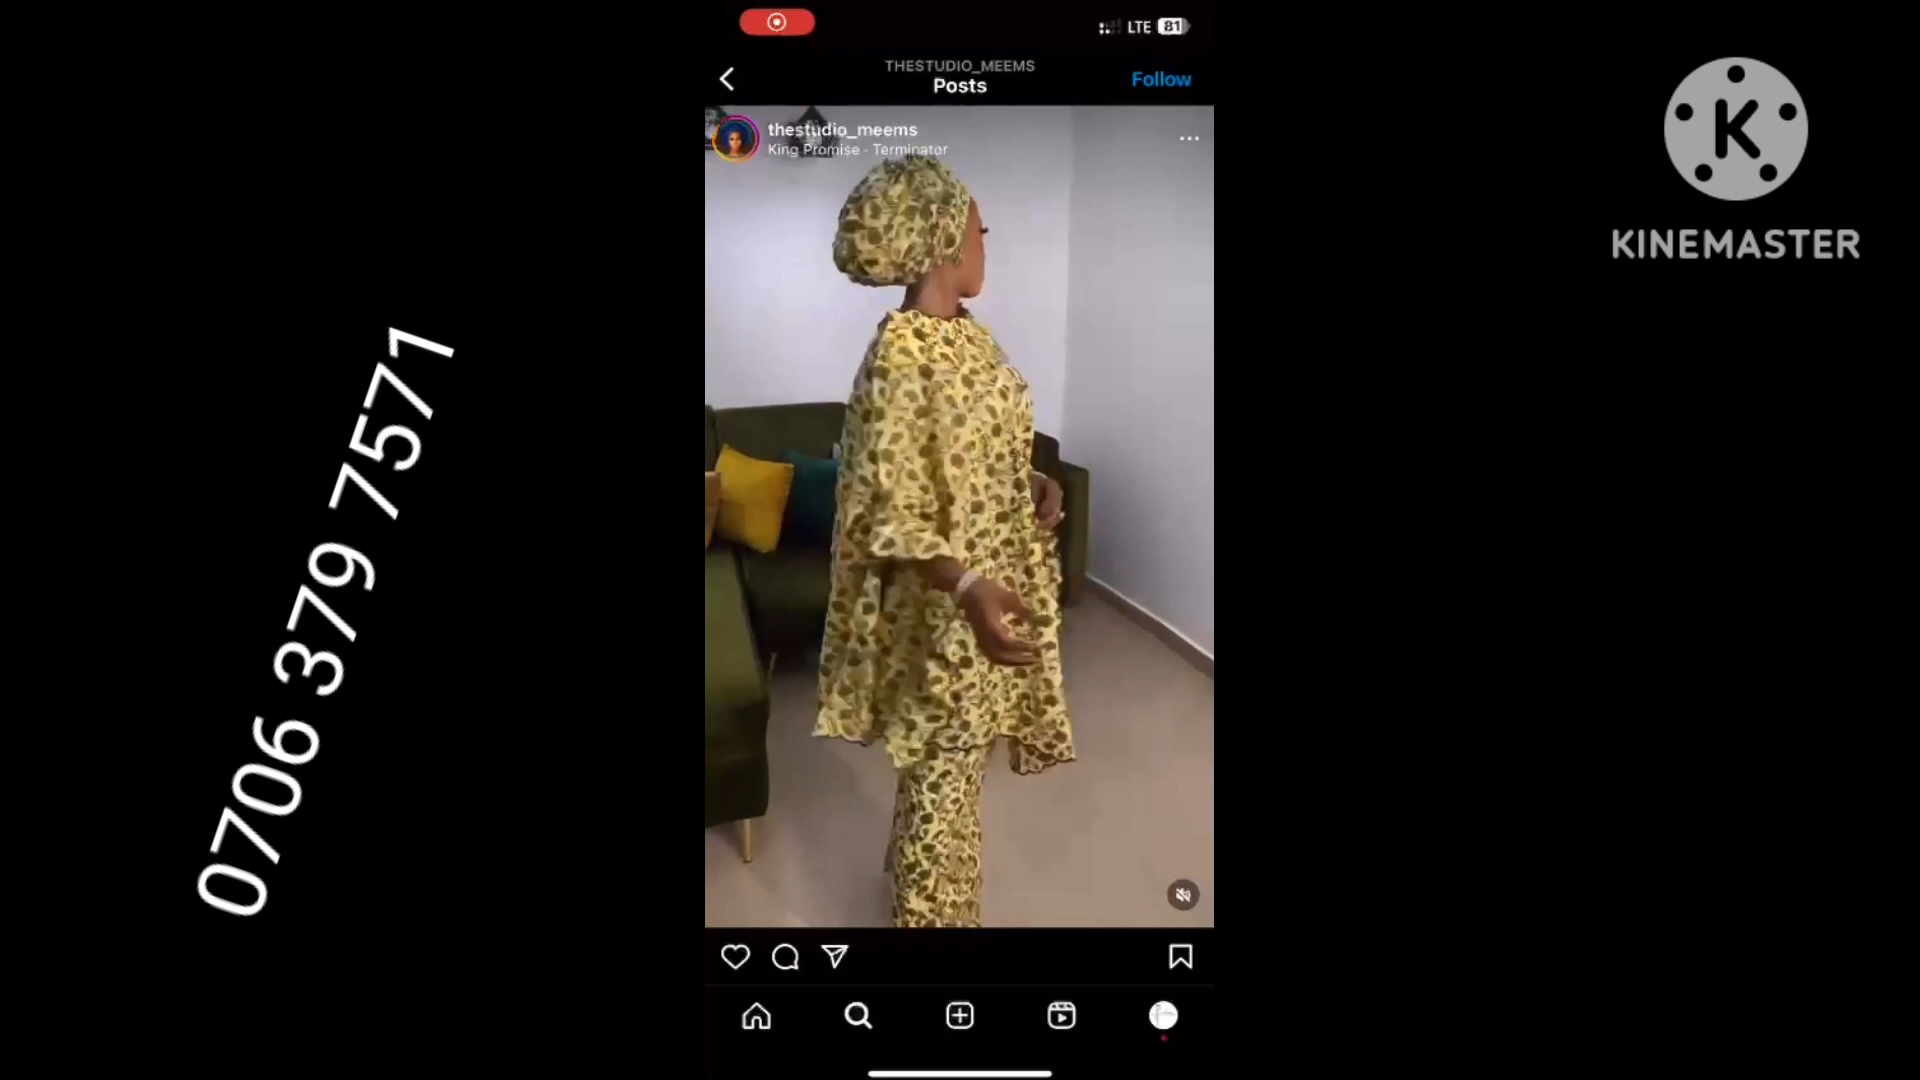 LTE 81
THESTUDIO_MEEMS
Posts
Follow
thestudio_meems
King Promise - Terminator
K
KINEMASTER
0706 379 7571